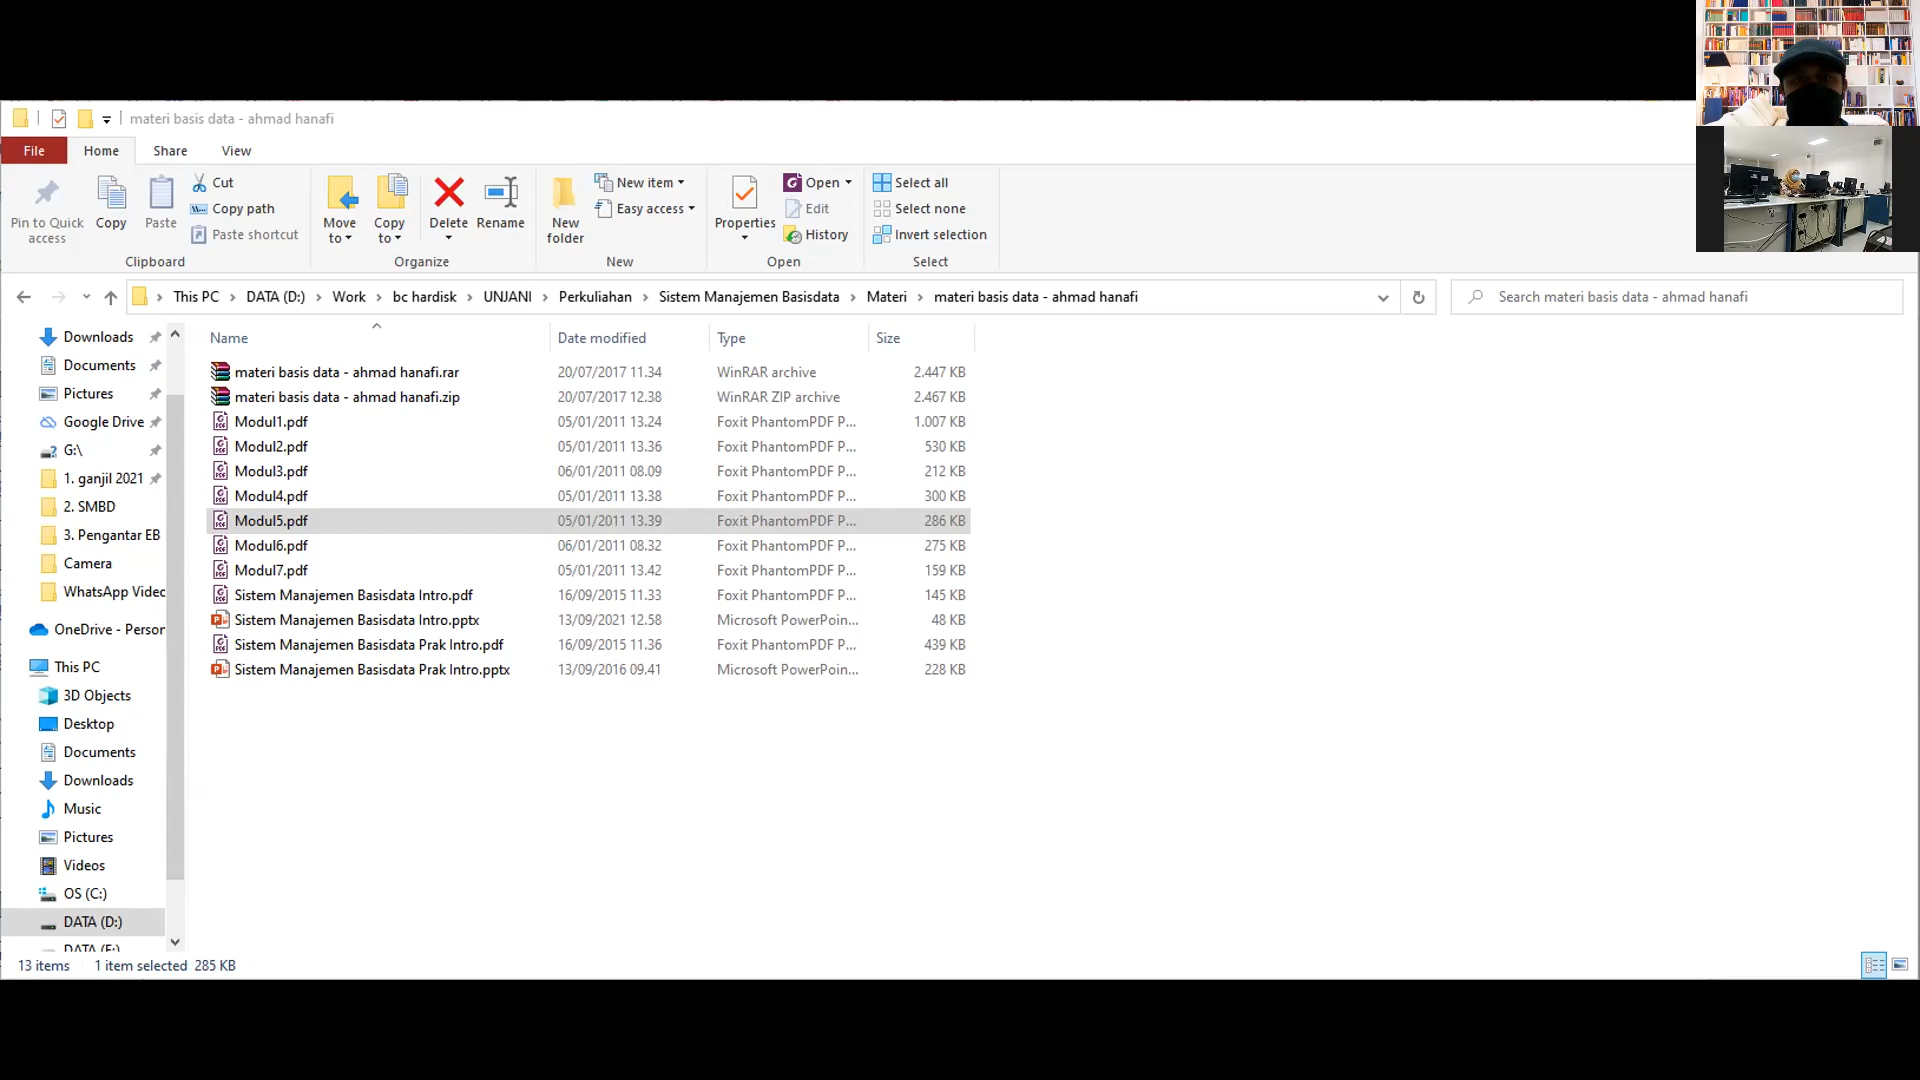 materi basis data - ahmad hanafi
File Home Share View
Pin to Quick access
Copy
Paste
Cut
Copy path
Paste shortcut
Clipboard
Move to
Copy to
Delete
Rename
Organize
New folder
New item
Easy access
New
Properties
Open
Edit
History
Open
Select all
Select none
Invert selection
Select
This PC > DATA (D:) > Work > bc hardisk > UNJANI > Perkuliahan > Sistem Manajemen Basisdata > Materi > materi basis data - ahmad hanafi
Search materi basis data - ahmad hanafi
Downloads
Documents
Pictures
Google Drive
G:\
1. ganjil 2021
2. SMBD
3. Pengantar EB
Camera
WhatsApp Videc
OneDrive - Person
This PC
3D Objects
Desktop
Documents
Downloads
Music
Pictures
Videos
OS (C:)
DATA (D:)
DATA (E:)
Name Date modified Type Size
materi basis data - ahmad hanafi.rar 20/07/2017 11.34 WinRAR archive 2.447 KB
materi basis data - ahmad hanafi.zip 20/07/2017 12.38 WinRAR ZIP archive 2.467 KB
Modul1.pdf 05/01/2011 13.24 Foxit PhantomPDF P... 1.007 KB
Modul2.pdf 05/01/2011 13.36 Foxit PhantomPDF P... 530 KB
Modul3.pdf 06/01/2011 08.09 Foxit PhantomPDF P... 212 KB
Modul4.pdf 05/01/2011 13.38 Foxit PhantomPDF P... 300 KB
Modul5.pdf 05/01/2011 13.39 Foxit PhantomPDF P... 286 KB
Modul6.pdf 06/01/2011 08.32 Foxit PhantomPDF P... 275 KB
Modul7.pdf 05/01/2011 13.42 Foxit PhantomPDF P... 159 KB
Sistem Manajemen Basisdata Intro.pdf 16/09/2015 11.33 Foxit PhantomPDF P... 145 KB
Sistem Manajemen Basisdata Intro.pptx 13/09/2021 12.58 Microsoft PowerPoin... 48 KB
Sistem Manajemen Basisdata Prak Intro.pdf 16/09/2015 11.36 Foxit PhantomPDF P... 439 KB
Sistem Manajemen Basisdata Prak Intro.pptx 13/09/2016 09.41 Microsoft PowerPoin... 228 KB
13 items 1 item selected 285 KB